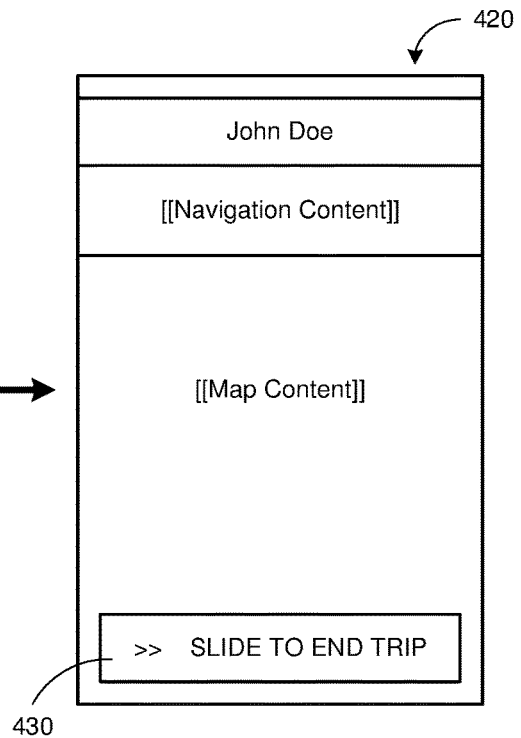 420
John Doe
[[Navigation Content]]
[[Map Content]]
>> SLIDE TO END TRIP
430